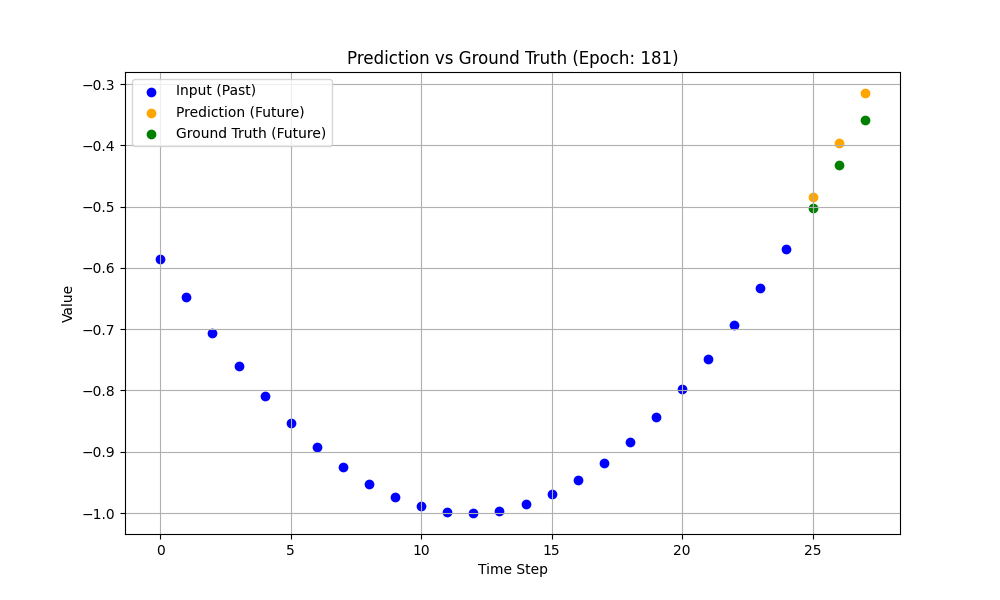 Prediction vs Ground Truth (Epoch: 181)
Input (Past)
Prediction (Future)
Ground Truth (Future)
Value
−0.3
−0.4
−0.5
−0.6
−0.7
−0.8
−0.9
−1.0
0 5 10 15 20 25
Time Step